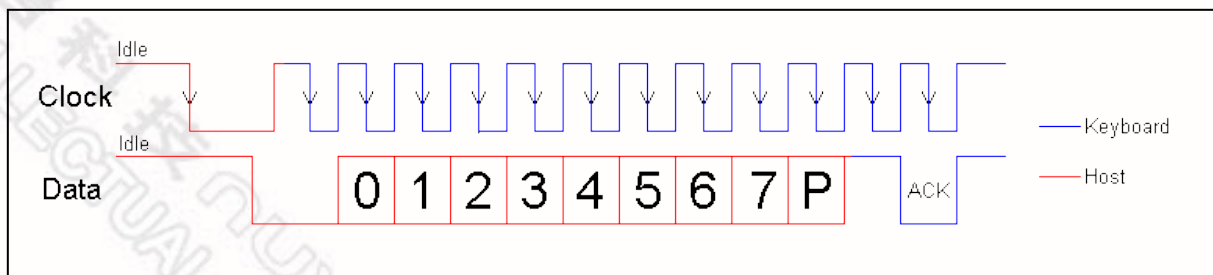 Idle
Clock
Idle
Keyboard
Data
0 1 2 3 4 5 6 7 P
ACK
Host